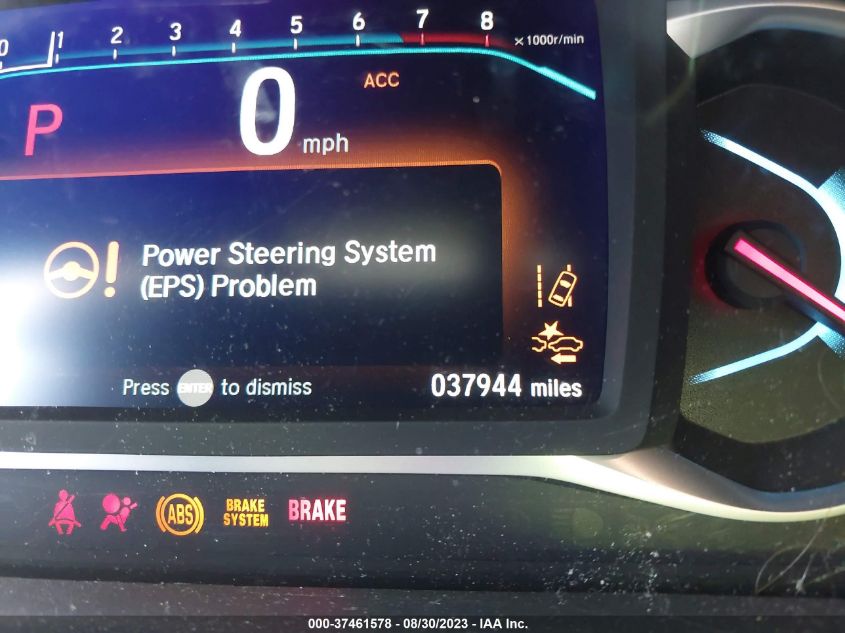 0 1 2 3 4 5 6 7 8 ×1000r/min
P 0 mph ACC
Power Steering System
(EPS) Problem
Press ENTER to dismiss 037944 miles
ABS BRAKE SYSTEM BRAKE
000-37461578 - 08/30/2023 - IAA Inc.